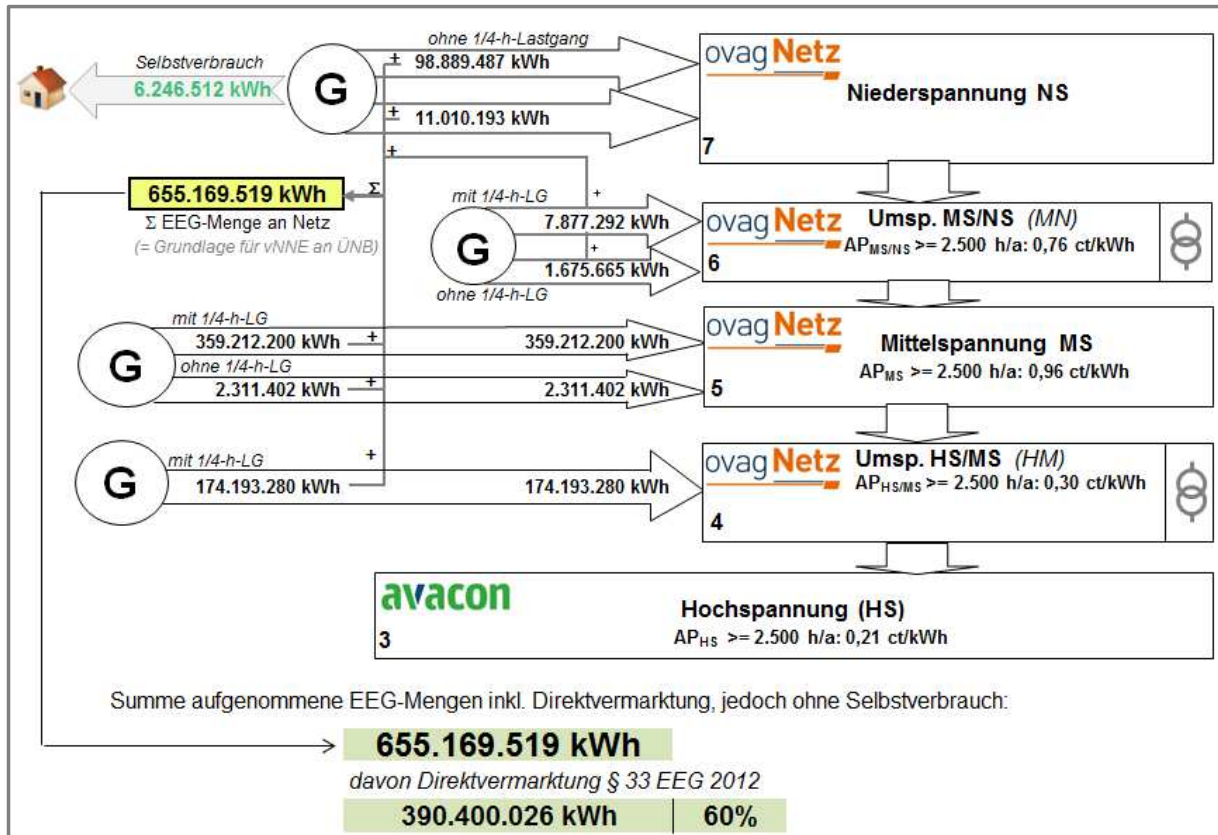 ohne 1/4-h-Lastgang
Selbstverbrauch
6.246.512 kWh
G
+
98.889.487 kWh
+
11.010.193 kWh
ovag Netz
Niederspannung NS
7
+
655.169.519 kWh
Σ
Σ EEG-Menge an Netz
(= Grundlage für vNNE an ÜNB)
mit 1/4-h-LG
+
7.877.292 kWh
G
+
1.675.665 kWh
ohne 1/4-h-LG
ovag Netz
Umsp. MS/NS (MN)
AP MS/NS >= 2.500 h/a: 0,76 ct/kWh
6
mit 1/4-h-LG
359.212.200 kWh
+
359.212.200 kWh
G
ohne 1/4-h-LG
2.311.402 kWh
+
2.311.402 kWh
ovag Netz
Mittelspannung MS
AP MS >= 2.500 h/a: 0,96 ct/kWh
5
mit 1/4-h-LG
+
G
174.193.280 kWh
174.193.280 kWh
ovag Netz
Umsp. HS/MS (HM)
AP HS/MS >= 2.500 h/a: 0,30 ct/kWh
4
avacon
Hochspannung (HS)
AP HS >= 2.500 h/a: 0,21 ct/kWh
3
Summe aufgenommene EEG-Mengen inkl. Direktvermarktung, jedoch ohne Selbstverbrauch:
655.169.519 kWh
davon Direktvermarktung § 33 EEG 2012
390.400.026 kWh 60%